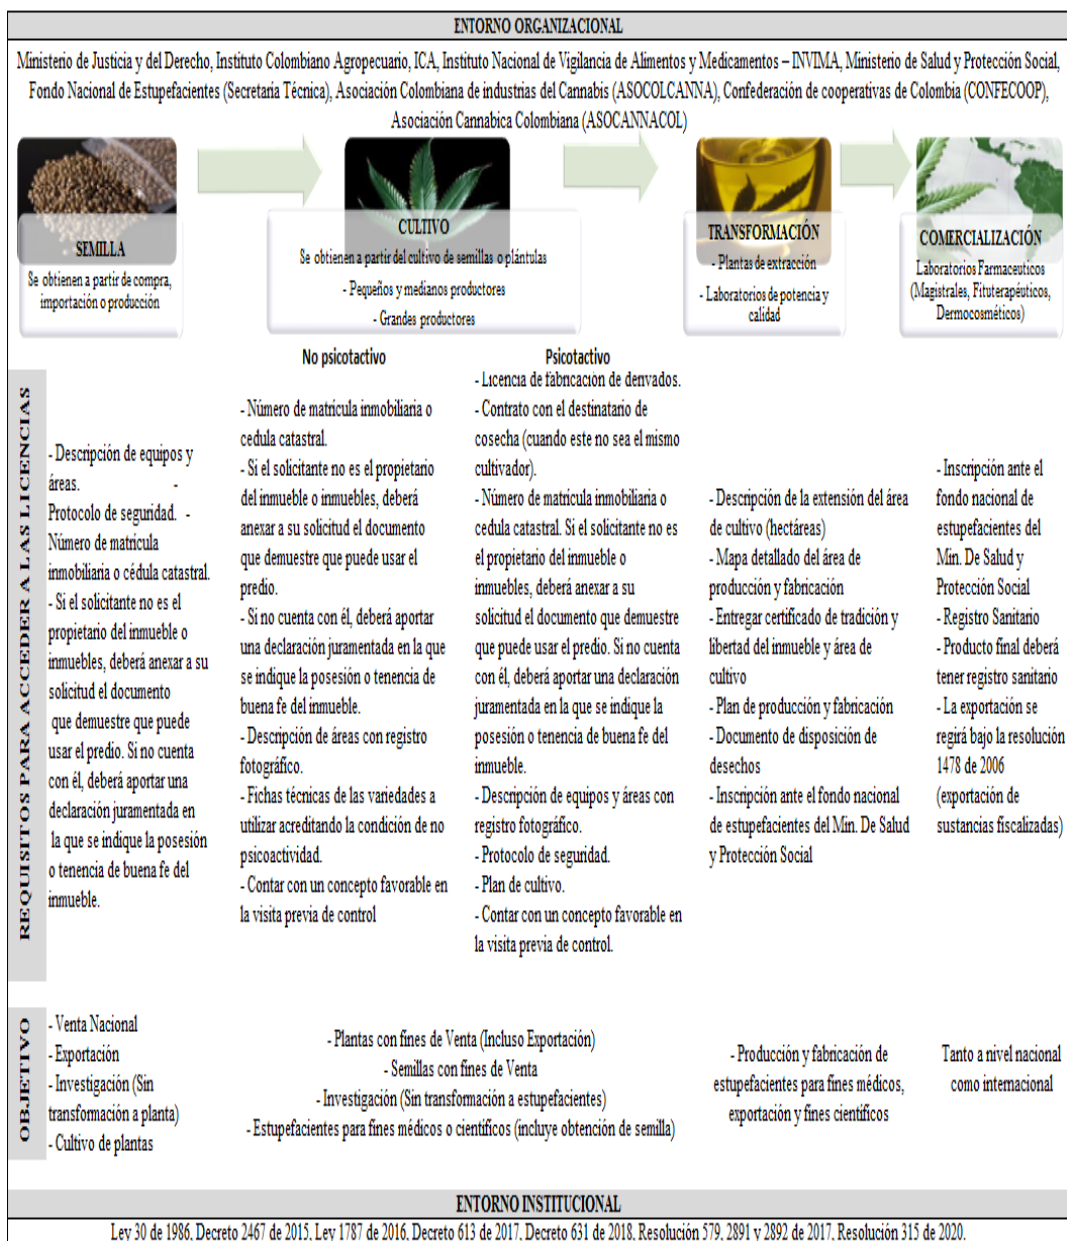 ENTORNO ORGANIZACIONAL
Ministerio de Justicia y del Derecho, Instituto Colombiano Agropecuario, ICA, Instituto Nacional de Vigilancia de Alimentos y Medicamentos – INVIMA, Ministerio de Salud y Protección Social,
Fondo Nacional de Estupefacientes (Secretaria Técnica), Asociación Colombiana de industrias del Cannabis (ASOCOLCANNA), Confederación de cooperativas de Colombia (CONFECOOP),
Asociación Cannabica Colombiana (ASOCANNACOL)
SEMILLA
Se obtienen a partir de compra,
importación o producción
CULTIVO
Se obtienen a partir del cultivo de semillas o plántulas
- Pequeños y medianos productores
- Grandes productores
TRANSFORMACIÓN
- Plantas de extracción
- Laboratorios de potencia y
calidad
COMERCIALIZACIÓN
Laboratorios Farmaceuticos
(Magistrales, Fituterapéuticos,
Dermocosméticos)
REQUISITOS PARA ACCEDER A LAS LICENCIAS
- Descripción de equipos y
áreas. -
Protocolo de seguridad. -
Número de matricula
inmobiliaria o cédula catastral.
- Si el solicitante no es el
propietario del inmueble o
inmuebles, deberá anexar a su
solicitud el documento
que demuestre que puede
usar el predio. Si no cuenta
con él, deberá aportar una
declaración juramentada en
la que se indique la posesión
o tenencia de buena fe del
inmueble.
No psicotactivo
- Número de matrícula inmobiliaria o
cedula catastral.
- Si el solicitante no es el propietario
del inmueble o inmuebles, deberá
anexar a su solicitud el documento
que demuestre que puede usar el
predio.
- Si no cuenta con él, deberá aportar
una declaración juramentada en la que
se indique la posesión o tenencia de
buena fe del inmueble.
- Descripción de áreas con registro
fotográfico.
- Fichas técnicas de las variedades a
utilizar acreditando la condición de no
psicoactividad.
- Contar con un concepto favorable en
la visita previa de control
Psicotactivo
- Licencia de fabricación de derivados.
- Contrato con el destinatario de
cosecha (cuando este no sea el mismo
cultivador).
- Número de matrícula inmobiliaria o
cedula catastral. Si el solicitante no es
el propietario del inmueble o
inmuebles, deberá anexar a su
solicitud el documento que demuestre
que puede usar el predio. Si no cuenta
con él, deberá aportar una declaración
juramentada en la que se indique la
posesión o tenencia de buena fe del
inmueble.
- Descripción de equipos y áreas con
registro fotográfico.
- Protocolo de seguridad.
- Plan de cultivo.
- Contar con un concepto favorable en
la visita previa de control.
- Descripción de la extensión del área
de cultivo (hectáreas)
- Mapa detallado del área de
producción y fabricación
- Entregar certificado de tradición y
libertad del inmueble y área de
cultivo
- Plan de producción y fabricación
- Documento de disposición de
desechos
- Inscripción ante el fondo nacional
de estupefacientes del Min. De Salud
y Protección Social
- Inscripción ante el
fondo nacional de
estupefacientes del
Min. De Salud y
Protección Social
- Registro Sanitario
- Producto final deberá
tener registro sanitario
- La exportación se
regirá bajo la resolución
1478 de 2006
(exportación de
sustancias fiscalizadas)
OBJETIVO
- Venta Nacional
- Exportación
- Investigación (Sin
transformación a planta)
- Cultivo de plantas
- Plantas con fines de Venta (Incluso Exportación)
- Semillas con fines de Venta
- Investigación (Sin transformación a estupefacientes)
- Estupefacientes para fines médicos o científicos (incluye obtención de semilla)
- Producción y fabricación de
estupefacientes para fines médicos,
exportación y fines científicos
Tanto a nivel nacional
como internacional
ENTORNO INSTITUCIONAL
Ley 30 de 1986, Decreto 2467 de 2015, Ley 1787 de 2016, Decreto 613 de 2017, Decreto 631 de 2018, Resolución 579, 2891 y 2892 de 2017, Resolución 315 de 2020.